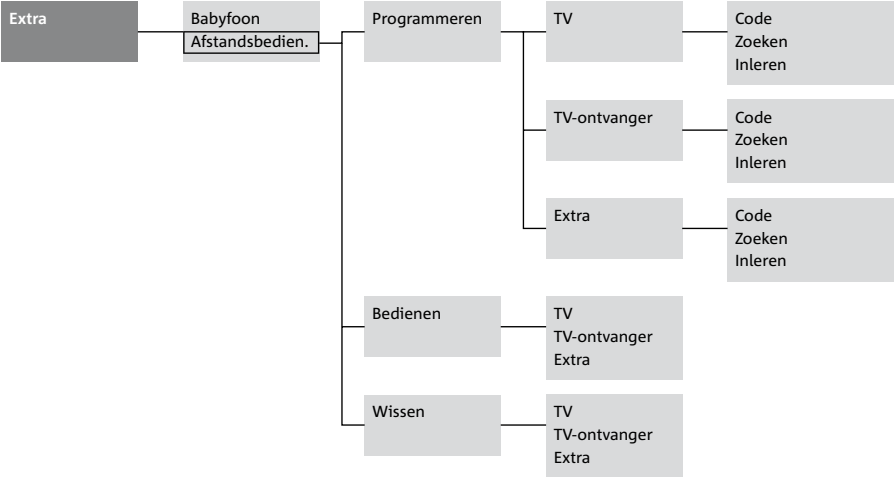 Extra
Babyfoon
Afstandsbedien.
Programmeren
TV
Code
Zoeken
Inleren
TV-ontvanger
Code
Zoeken
Inleren
Extra
Code
Zoeken
Inleren
Bedienen
TV
TV-ontvanger
Extra
Wissen
TV
TV-ontvanger
Extra